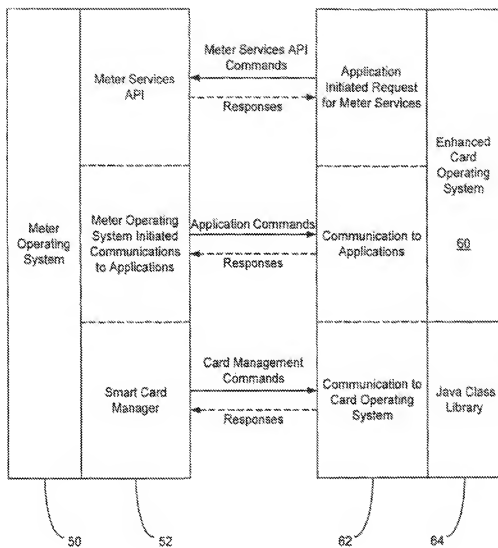 Meter
Operating
System
Meter Services
API
Meter Services API
Commands
Responses
Application
Initiated Request
for Meter Services
Enhanced
Card
Operating
System
60
Meter Operating
System Initiated
Communications
to Applications
Application Commands
Responses
Communication to
Applications
Smart Card
Manager
Card Management
Commands
Responses
Communication to
Card Operating
System
Java Class
Library
50
52
62
64